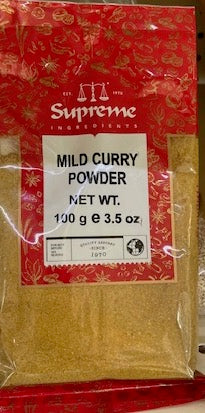 EST. 1970
Supreme
INGREDIENTS
MILD CURRY
POWDER
NET WT.
100 g e 3.5 oz
QUALITY ASSURED
SINCE
1970